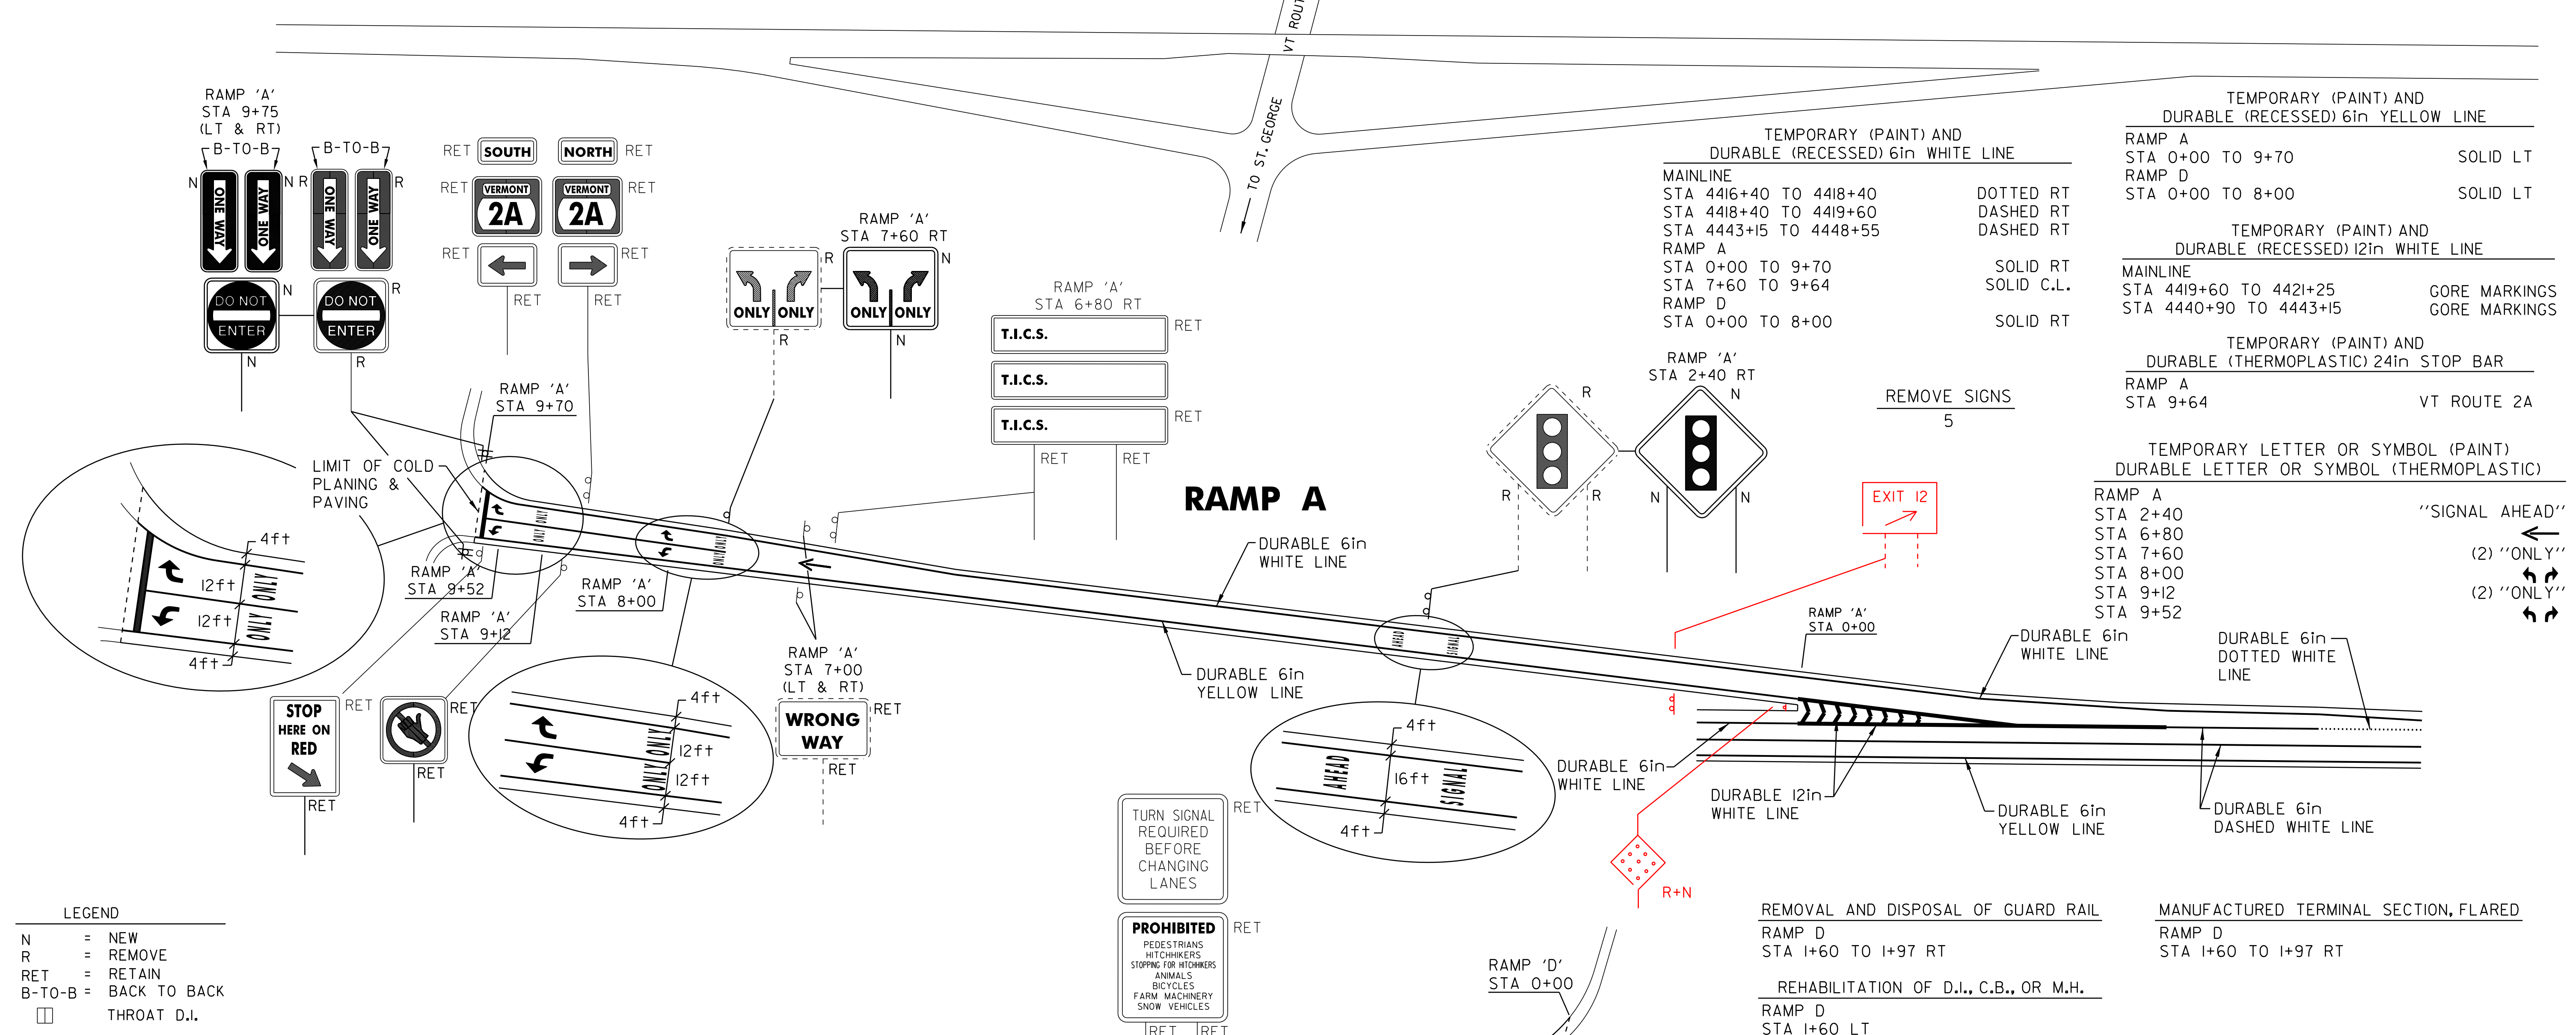 VT ROUT
TO ST. GEORGE
RAMP 'A'
STA 9+75
(LT & RT)
B-TO-B
B-TO-B
N
N
R
R
ONE WAY
ONE WAY
ONE WAY
ONE WAY
DO NOT
ENTER
N
N
DO NOT
ENTER
R
R
RET
SOUTH
NORTH
RET
RET
VERMONT
2A
VERMONT
2A
RET
RET
RET
RET
RET
ONLY
ONLY
R
R
RAMP 'A'
STA 7+60 RT
ONLY
ONLY
N
N
RAMP 'A'
STA 6+80 RT
T.I.C.S.
RET
T.I.C.S.
T.I.C.S.
RET
RET
RET
TEMPORARY (PAINT) AND
DURABLE (RECESSED) 6in WHITE LINE
MAINLINE
STA 4416+40 TO 4418+40 DOTTED RT
STA 4418+40 TO 4419+60 DASHED RT
STA 4443+15 TO 4448+55 DASHED RT
RAMP A
STA 0+00 TO 9+70 SOLID RT
STA 7+60 TO 9+64 SOLID C.L.
RAMP D
STA 0+00 TO 8+00 SOLID RT
TEMPORARY (PAINT) AND
DURABLE (RECESSED) 6in YELLOW LINE
RAMP A
STA 0+00 TO 9+70 SOLID LT
RAMP D
STA 0+00 TO 8+00 SOLID LT
TEMPORARY (PAINT) AND
DURABLE (RECESSED) 12in WHITE LINE
MAINLINE
STA 4419+60 TO 4421+25 GORE MARKINGS
STA 4440+90 TO 4443+15 GORE MARKINGS
TEMPORARY (PAINT) AND
DURABLE (THERMOPLASTIC) 24in STOP BAR
RAMP A
STA 9+64 VT ROUTE 2A
TEMPORARY LETTER OR SYMBOL (PAINT)
DURABLE LETTER OR SYMBOL (THERMOPLASTIC)
RAMP A
STA 2+40 "SIGNAL AHEAD"
STA 6+80
STA 7+60 (2) "ONLY"
STA 8+00
STA 9+12 (2) "ONLY"
STA 9+52
REMOVE SIGNS
5
RAMP 'A'
STA 2+40 RT
R
R
R
N
N
N
EXIT 12
RAMP 'A'
STA 9+70
LIMIT OF COLD
PLANING &
PAVING
4ft
12ft
12ft
4ft
ONLY
ONLY
ONLY
ONLY
ONLY
ONLY
RAMP 'A'
STA 9+52
RAMP 'A'
STA 9+12
RAMP 'A'
STA 8+00
RAMP 'A'
STA 7+00
(LT & RT)
WRONG
WAY
RET
RET
STOP
HERE ON
RED
RET
RET
RET
RET
4ft
12ft
12ft
4ft
ONLY
ONLY
RAMP A
DURABLE 6in
WHITE LINE
DURABLE 6in
YELLOW LINE
AHEAD
SIGNAL
4ft
16ft
4ft
AHEAD
SIGNAL
RAMP 'A'
STA 0+00
DURABLE 6in
WHITE LINE
DURABLE 6in
DOTTED WHITE
LINE
DURABLE 6in
WHITE LINE
DURABLE 12in
WHITE LINE
DURABLE 6in
YELLOW LINE
DURABLE 6in
DASHED WHITE LINE
R+N
TURN SIGNAL
REQUIRED
BEFORE
CHANGING
LANES
RET
PROHIBITED
PEDESTRIANS
HITCHHIKERS
STOPPING FOR HITCHHIKERS
ANIMALS
BICYCLES
FARM MACHINERY
SNOW VEHICLES
RET
RET
RET
RAMP 'D'
STA 0+00
LEGEND
N = NEW
R = REMOVE
RET = RETAIN
B-TO-B = BACK TO BACK
THROAT D.I.
REMOVAL AND DISPOSAL OF GUARD RAIL
RAMP D
STA 1+60 TO 1+97 RT
MANUFACTURED TERMINAL SECTION, FLARED
RAMP D
STA 1+60 TO 1+97 RT
REHABILITATION OF D.I., C.B., OR M.H.
RAMP D
STA 1+60 LT